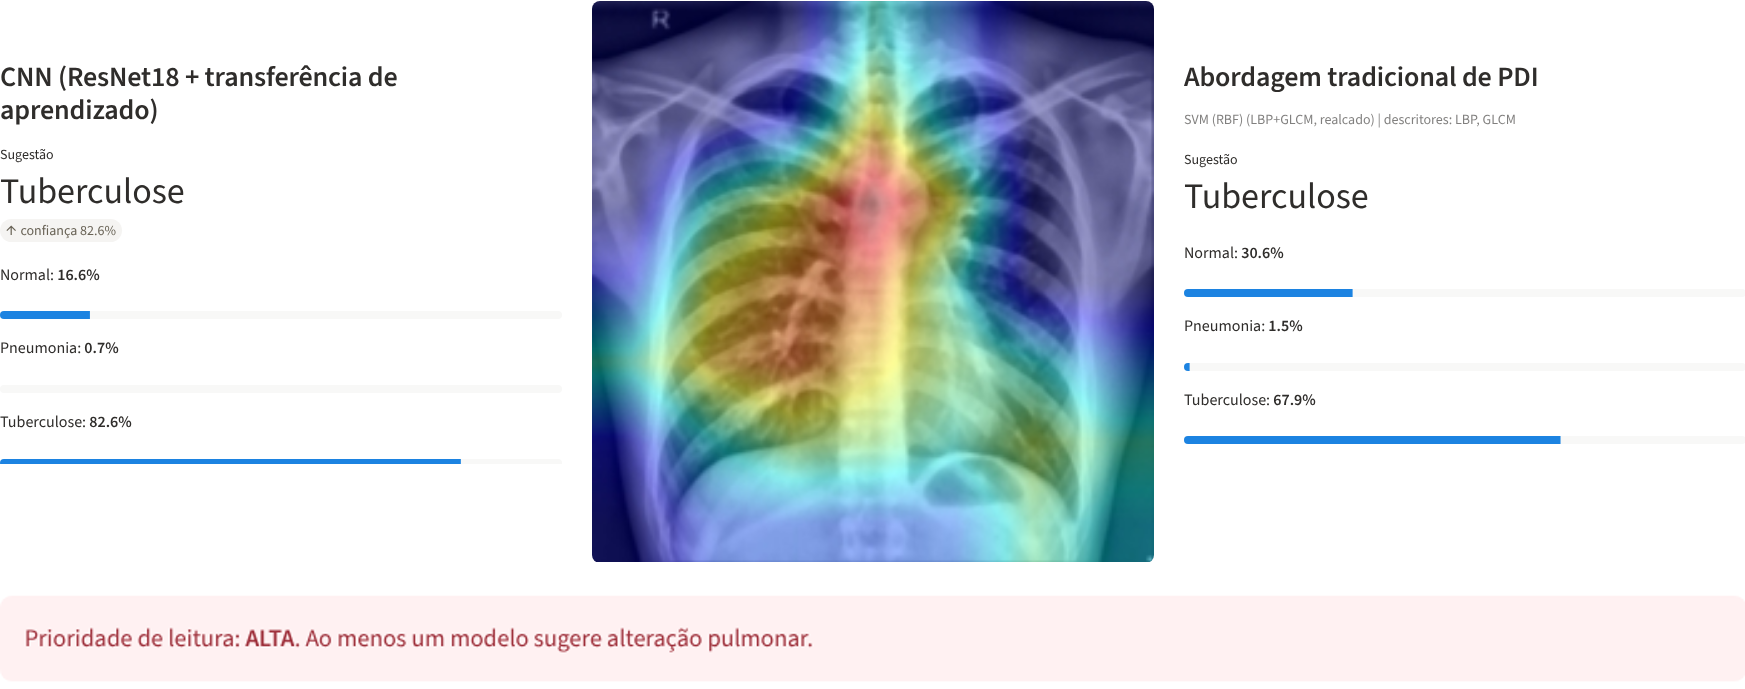 CNN (ResNet18 + transferência de
aprendizado)
Sugestão
Tuberculose
↑ confiança 82.6%
Normal: 16.6%
Pneumonia: 0.7%
Tuberculose: 82.6%
R
Abordagem tradicional de PDI
SVM (RBF) (LBP+GLCM, realcado) | descritores: LBP, GLCM
Sugestão
Tuberculose
Normal: 30.6%
Pneumonia: 1.5%
Tuberculose: 67.9%
Prioridade de leitura: ALTA. Ao menos um modelo sugere alteração pulmonar.